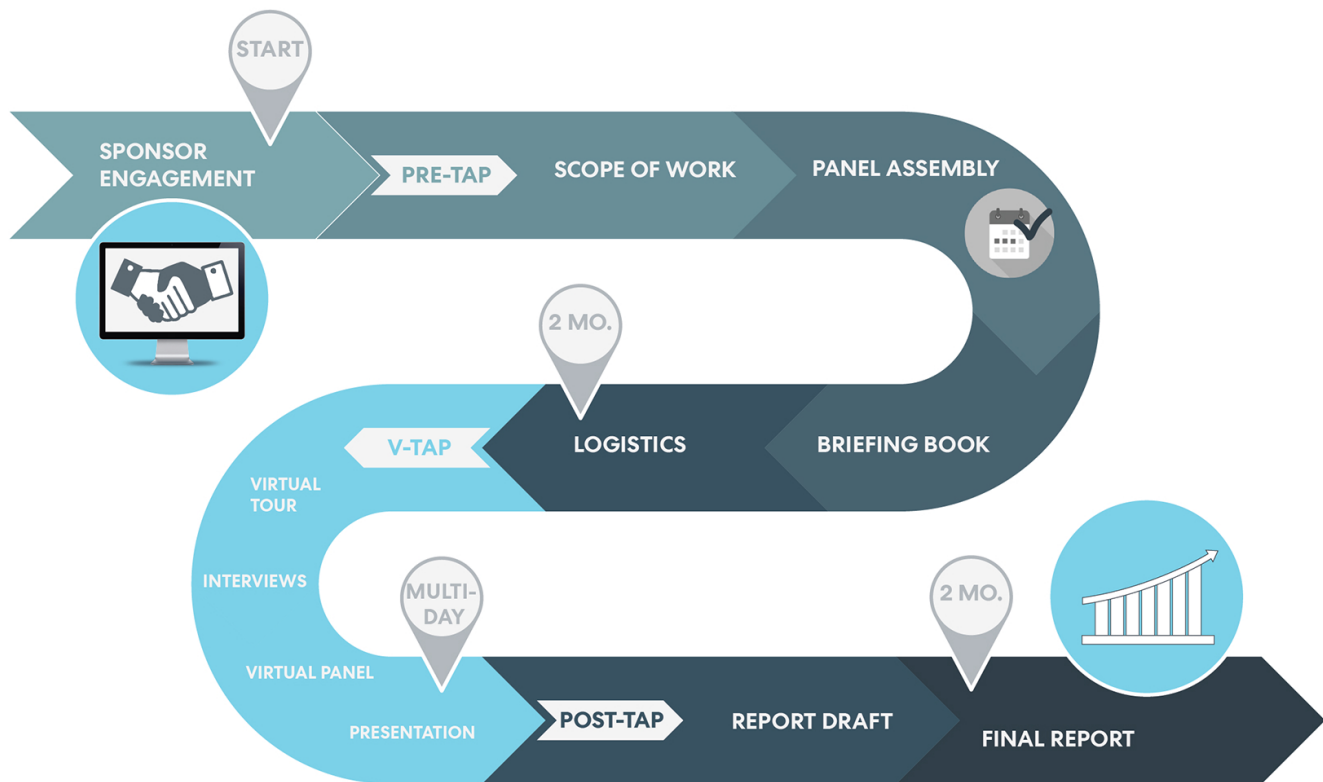 START
SPONSOR
ENGAGEMENT
PRE-TAP
SCOPE OF WORK
PANEL ASSEMBLY
2 MO.
BRIEFING BOOK
LOGISTICS
V-TAP
VIRTUAL
TOUR
INTERVIEWS
VIRTUAL PANEL
PRESENTATION
MULTI-
DAY
POST-TAP
REPORT DRAFT
2 MO.
FINAL REPORT